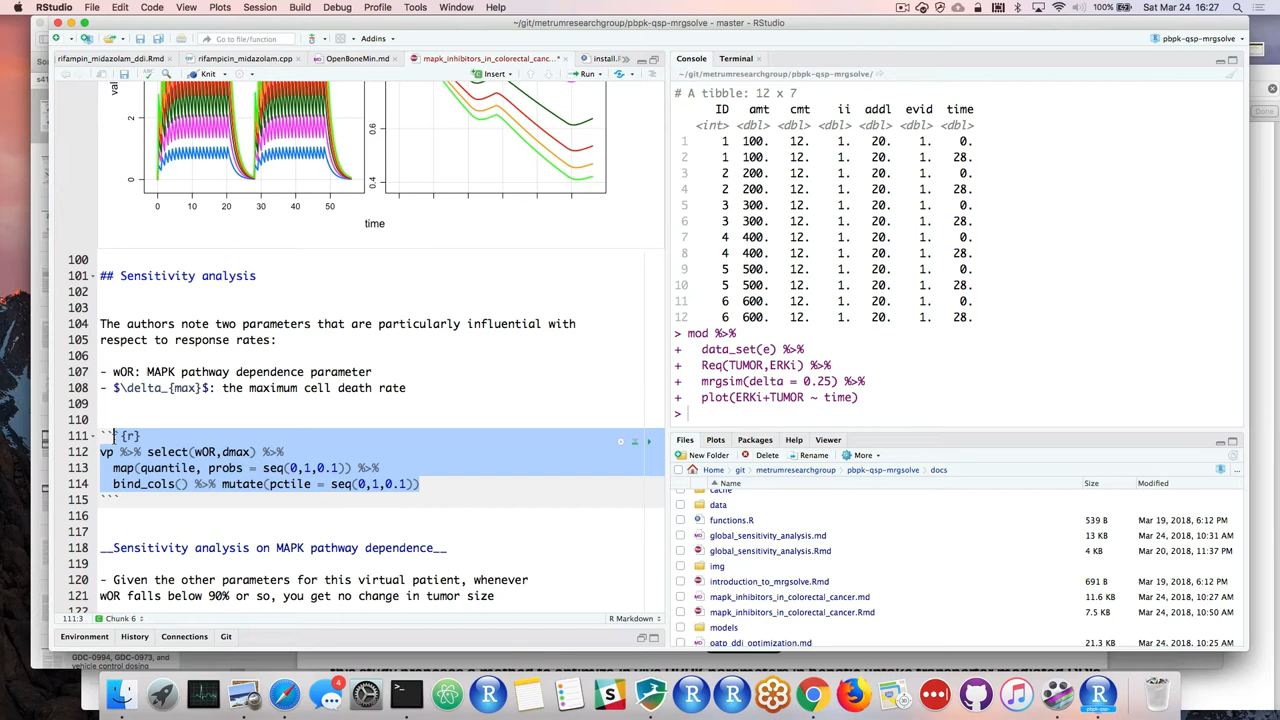 RStudio File Edit Code View Plots Session Build Debug Profile Tools Window Help 100% Sat Mar 24 16:27
~/git/metrumresearchgroup/pbpk-qsp-mrgsolve - master - RStudio
Go to file/function Addins pbpk-qsp-mrgsolve
rifampin_midazolam_ddi.Rmd rifampicin_midazolam.cpp OpenBoneMin.md mapk_inhibitors_in_colorectal_canc... install.R
Knit Insert Run
2
0
0 10 20 30 40 50
0.6
0.4
time
100
101 ## Sensitivity analysis
102
103
104 The authors note two parameters that are particularly influential with
105 respect to response rates:
106
107 - wOR: MAPK pathway dependence parameter
108 - $\delta_{max}$: the maximum cell death rate
109
110
111 ```{r}
112 vp %>% select(wOR,dmax) %>%
113 map(quantile, probs = seq(0,1,0.1)) %>%
114 bind_cols() %>% mutate(pctile = seq(0,1,0.1))
115 ```
116
117
118 __Sensitivity analysis on MAPK pathway dependence__
119
120 - Given the other parameters for this virtual patient, whenever
121 wOR falls below 90% or so, you get no change in tumor size
122
111:3 Chunk 6 R Markdown
Environment History Connections Git
Console Terminal
~/git/metrumresearchgroup/pbpk-qsp-mrgsolve/
# A tibble: 12 x 7
ID amt cmt ii addl evid time
<int> <dbl> <dbl> <dbl> <dbl> <dbl> <dbl>
1 1 100. 12. 1. 20. 1. 0.
2 1 100. 12. 1. 20. 1. 28.
3 2 200. 12. 1. 20. 1. 0.
4 2 200. 12. 1. 20. 1. 28.
5 3 300. 12. 1. 20. 1. 0.
6 3 300. 12. 1. 20. 1. 28.
7 4 400. 12. 1. 20. 1. 0.
8 4 400. 12. 1. 20. 1. 28.
9 5 500. 12. 1. 20. 1. 0.
10 5 500. 12. 1. 20. 1. 28.
11 6 600. 12. 1. 20. 1. 0.
12 6 600. 12. 1. 20. 1. 28.
> mod %>%
+ data_set(e) %>%
+ Req(TUMOR,ERKi) %>%
+ mrgsim(delta = 0.25) %>%
+ plot(ERKi+TUMOR ~ time)
>
Files Plots Packages Help Viewer
New Folder Delete Rename More
Home git metrumresearchgroup pbpk-qsp-mrgsolve docs
Name Size Modified
cache
data
functions.R 539 B Mar 19, 2018, 6:12 PM
global_sensitivity_analysis.md 13 KB Mar 24, 2018, 10:31 AM
global_sensitivity_analysis.Rmd 4 KB Mar 20, 2018, 11:37 PM
img
introduction_to_mrgsolve.Rmd 691 B Mar 19, 2018, 6:12 PM
mapk_inhibitors_in_colorectal_cancer.md 11.6 KB Mar 24, 2018, 10:27 AM
mapk_inhibitors_in_colorectal_cancer.Rmd 7.5 KB Mar 24, 2018, 10:50 AM
models
oatp_ddi_optimization.md 21.3 KB Mar 24, 2018, 10:25 AM
Done
GDC-0994, GDC-0973, and
vehicle control dosing
4